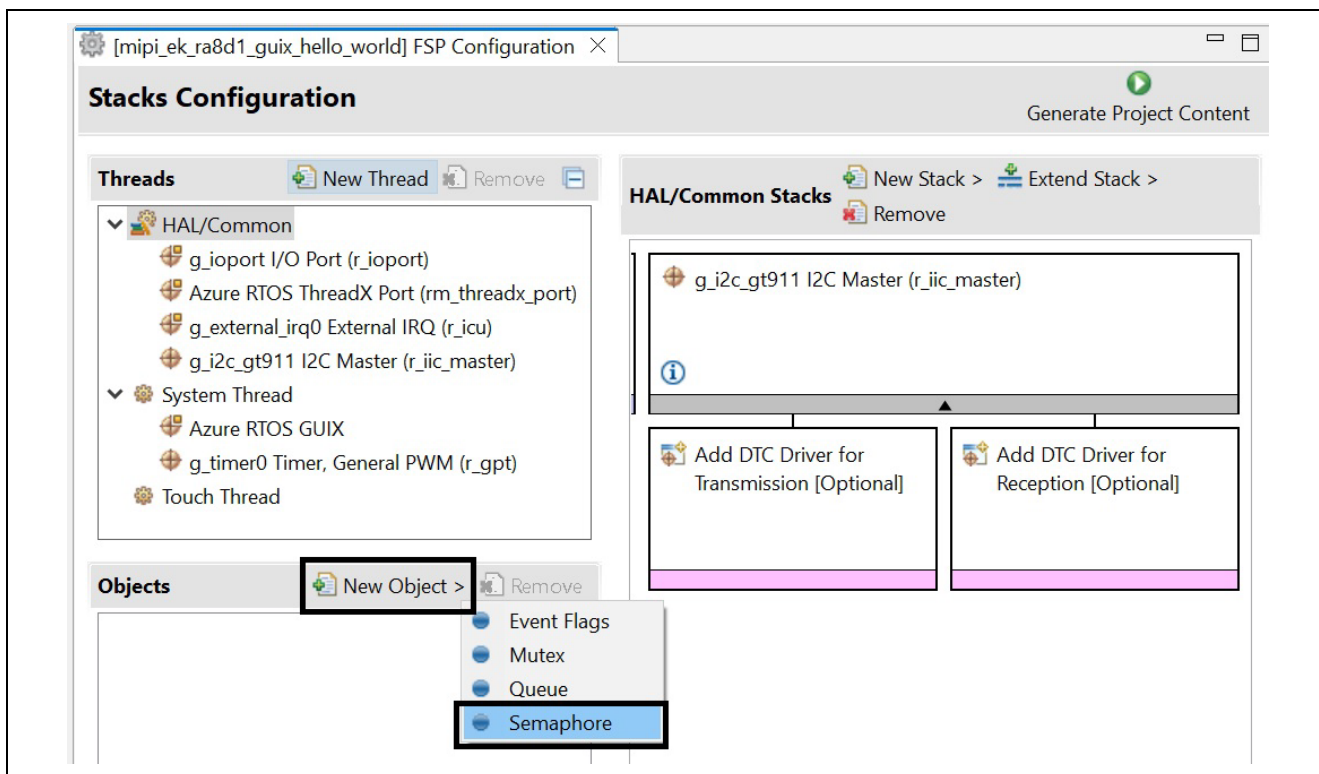 [mipi_ek_ra8d1_guix_hello_world] FSP Configuration
Stacks Configuration
Generate Project Content
Threads
New Thread
Remove
HAL/Common
g_ioport I/O Port (r_ioport)
Azure RTOS ThreadX Port (rm_threadx_port)
g_external_irq0 External IRQ (r_icu)
g_i2c_gt911 I2C Master (r_iic_master)
System Thread
Azure RTOS GUIX
g_timer0 Timer, General PWM (r_gpt)
Touch Thread
HAL/Common Stacks
New Stack >
Extend Stack >
Remove
g_i2c_gt911 I2C Master (r_iic_master)
Add DTC Driver for
Transmission [Optional]
Add DTC Driver for
Reception [Optional]
Objects
New Object >
Remove
Event Flags
Mutex
Queue
Semaphore